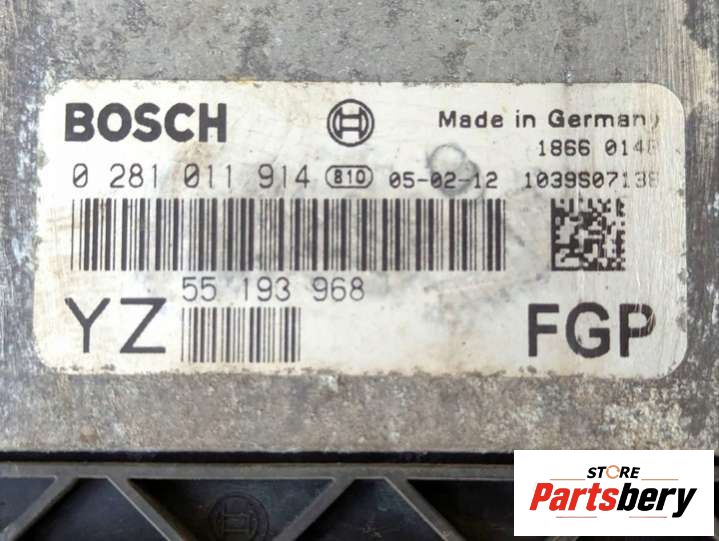 BOSCH Made in Germany
1866
0 281 011 914 810 05-02-12
55 193 968
YZ FGP
STORE
Partsbery